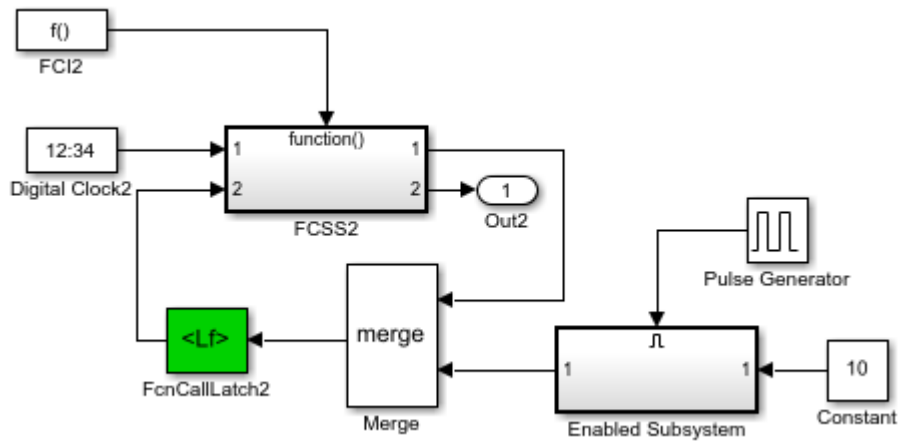 f()
FCI2
function()
12:34
1
1
Digital Clock2
2
2
1
FCSS2
Out2
Pulse Generator
merge
<Lf>
FcnCallLatch2
Merge
1
1
10
Enabled Subsystem
Constant